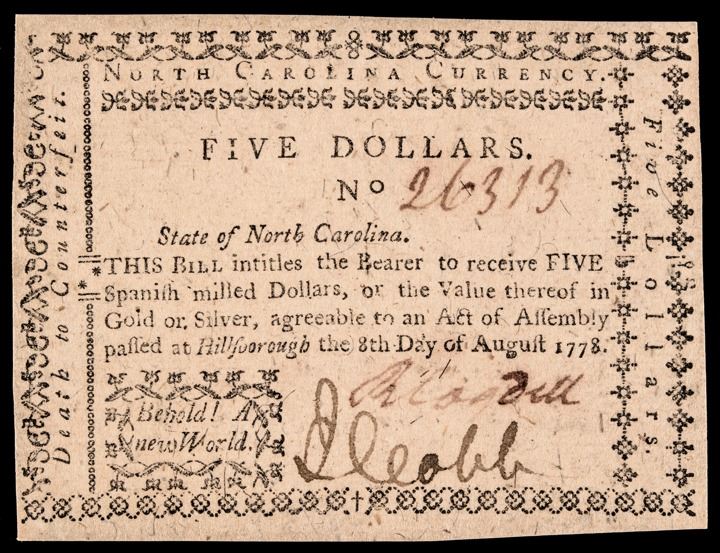 NORTH CAROLINA CURRENCY.
FIVE DOLLARS.
No 26313
State of North Carolina.
THIS BILL intitles the Bearer to receive FIVE
Spanish milled Dollars, or the Value thereof in
Gold or Silver, agreeable to an Act of Assembly
passed at Hillsborough the 8th Day of August 1778.
Behold! A
new World.
Death to Counterfeit.
Five Dollars.